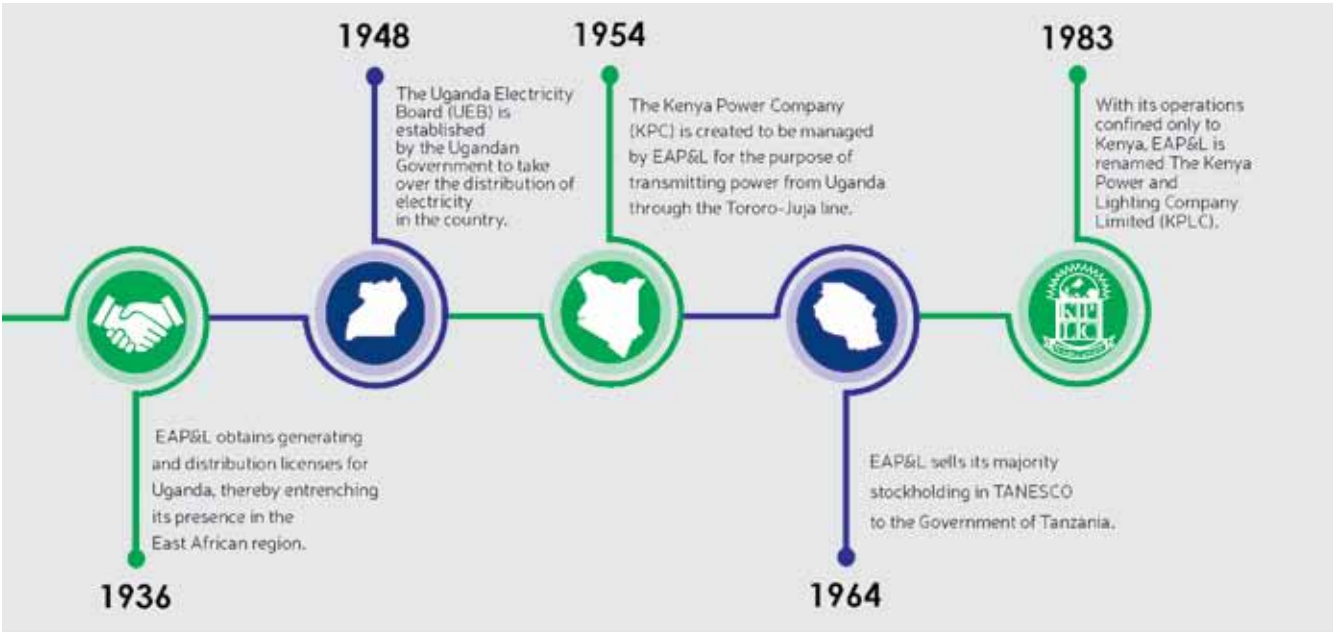 1948
The Uganda Electricity
Board (UEB) is
established
by the Ugandan
Government to take
over the distribution of
electricity
in the country.
1954
The Kenya Power Company
(KPC) is created to be managed
by EAP&L for the purpose of
transmitting power from Uganda
through the Tororo-Juja line.
1983
With its operations
confined only to
Kenya, EAP&L is
renamed The Kenya
Power and
Lighting Company
Limited (KPLC).
EAP&L obtains generating
and distribution licenses for
Uganda, thereby entrenching
its presence in the
East African region.
1936
EAP&L sells its majority
stockholding in TANESCO
to the Government of Tanzania.
1964